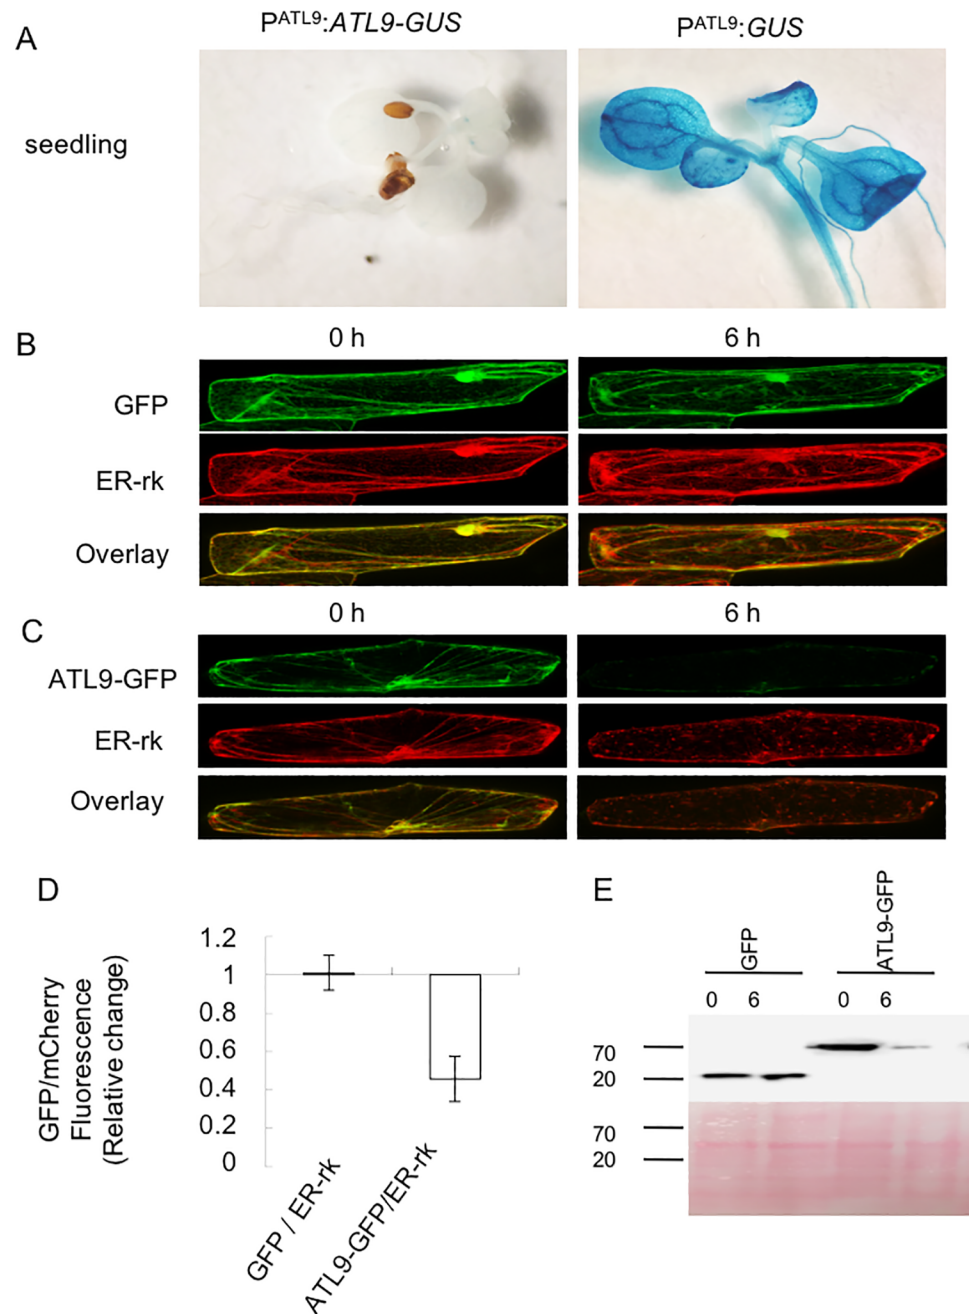 A
P^ATL9:ATL9-GUS
P^ATL9:GUS
seedling
B
0 h
6 h
GFP
ER-rk
Overlay
C
0 h
6 h
ATL9-GFP
ER-rk
Overlay
D
GFP/mCherry
Fluorescence
(Relative change)
1.2
1
0.8
0.6
0.4
0.2
0
GFP / ER-rk
ATL9-GFP/ER-rk
E
GFP
ATL9-GFP
0 6 0 6
70
20
70
20